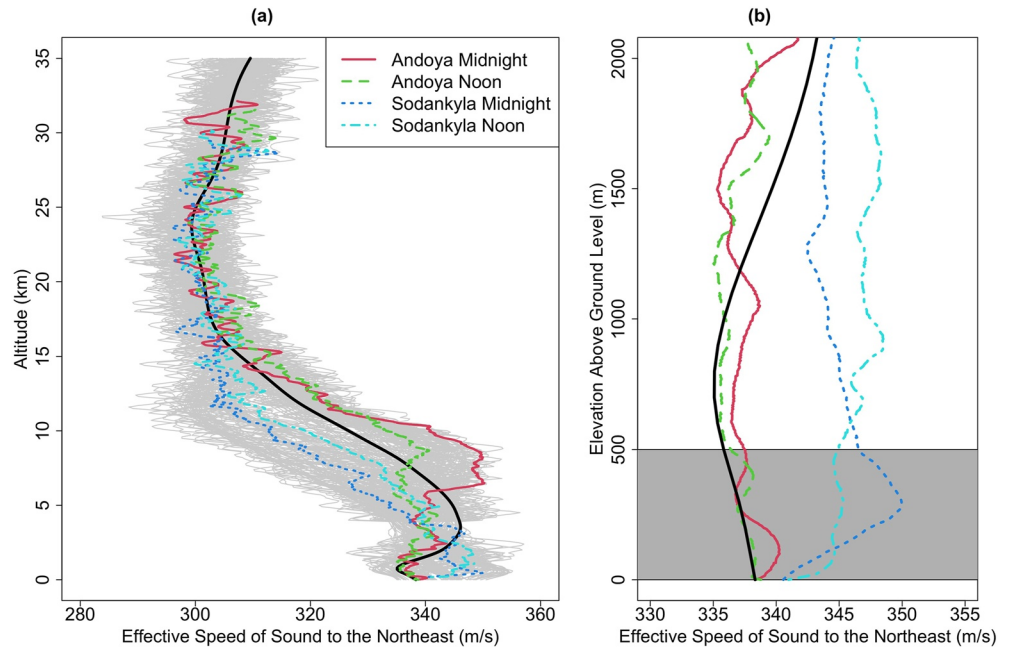 (a)
35
30
25
20
15
10
5
0
Altitude (km)
280
300
320
340
360
Effective Speed of Sound to the Northeast (m/s)
Andoya Midnight
Andoya Noon
Sodankyla Midnight
Sodankyla Noon
(b)
2000
1500
1000
500
0
Elevation Above Ground Level (m)
330
335
340
345
350
355
Effective Speed of Sound to the Northeast (m/s)